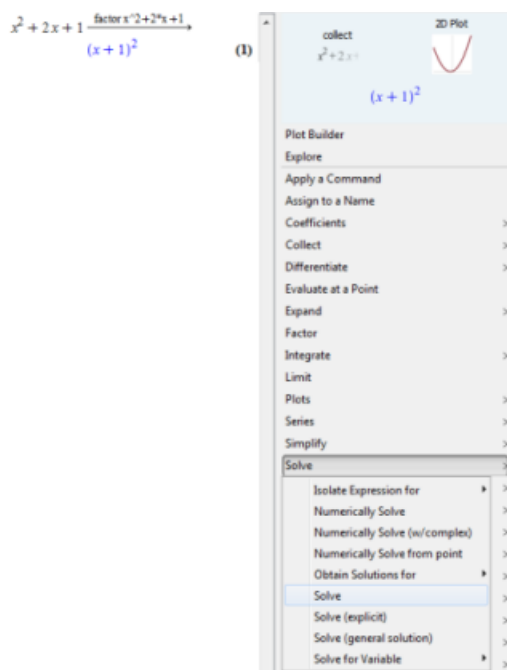 x² + 2x + 1 factor x^2+2*x+1
(x + 1)² (1)
collect
x² + 2x +
2D Plot
(x + 1)²
Plot Builder
Explore
Apply a Command
Assign to a Name
Coefficients
Collect
Differentiate
Evaluate at a Point
Expand
Factor
Integrate
Limit
Plots
Series
Simplify
Solve
Isolate Expression for
Numerically Solve
Numerically Solve (w/complex)
Numerically Solve from point
Obtain Solutions for
Solve
Solve (explicit)
Solve (general solution)
Solve for Variable